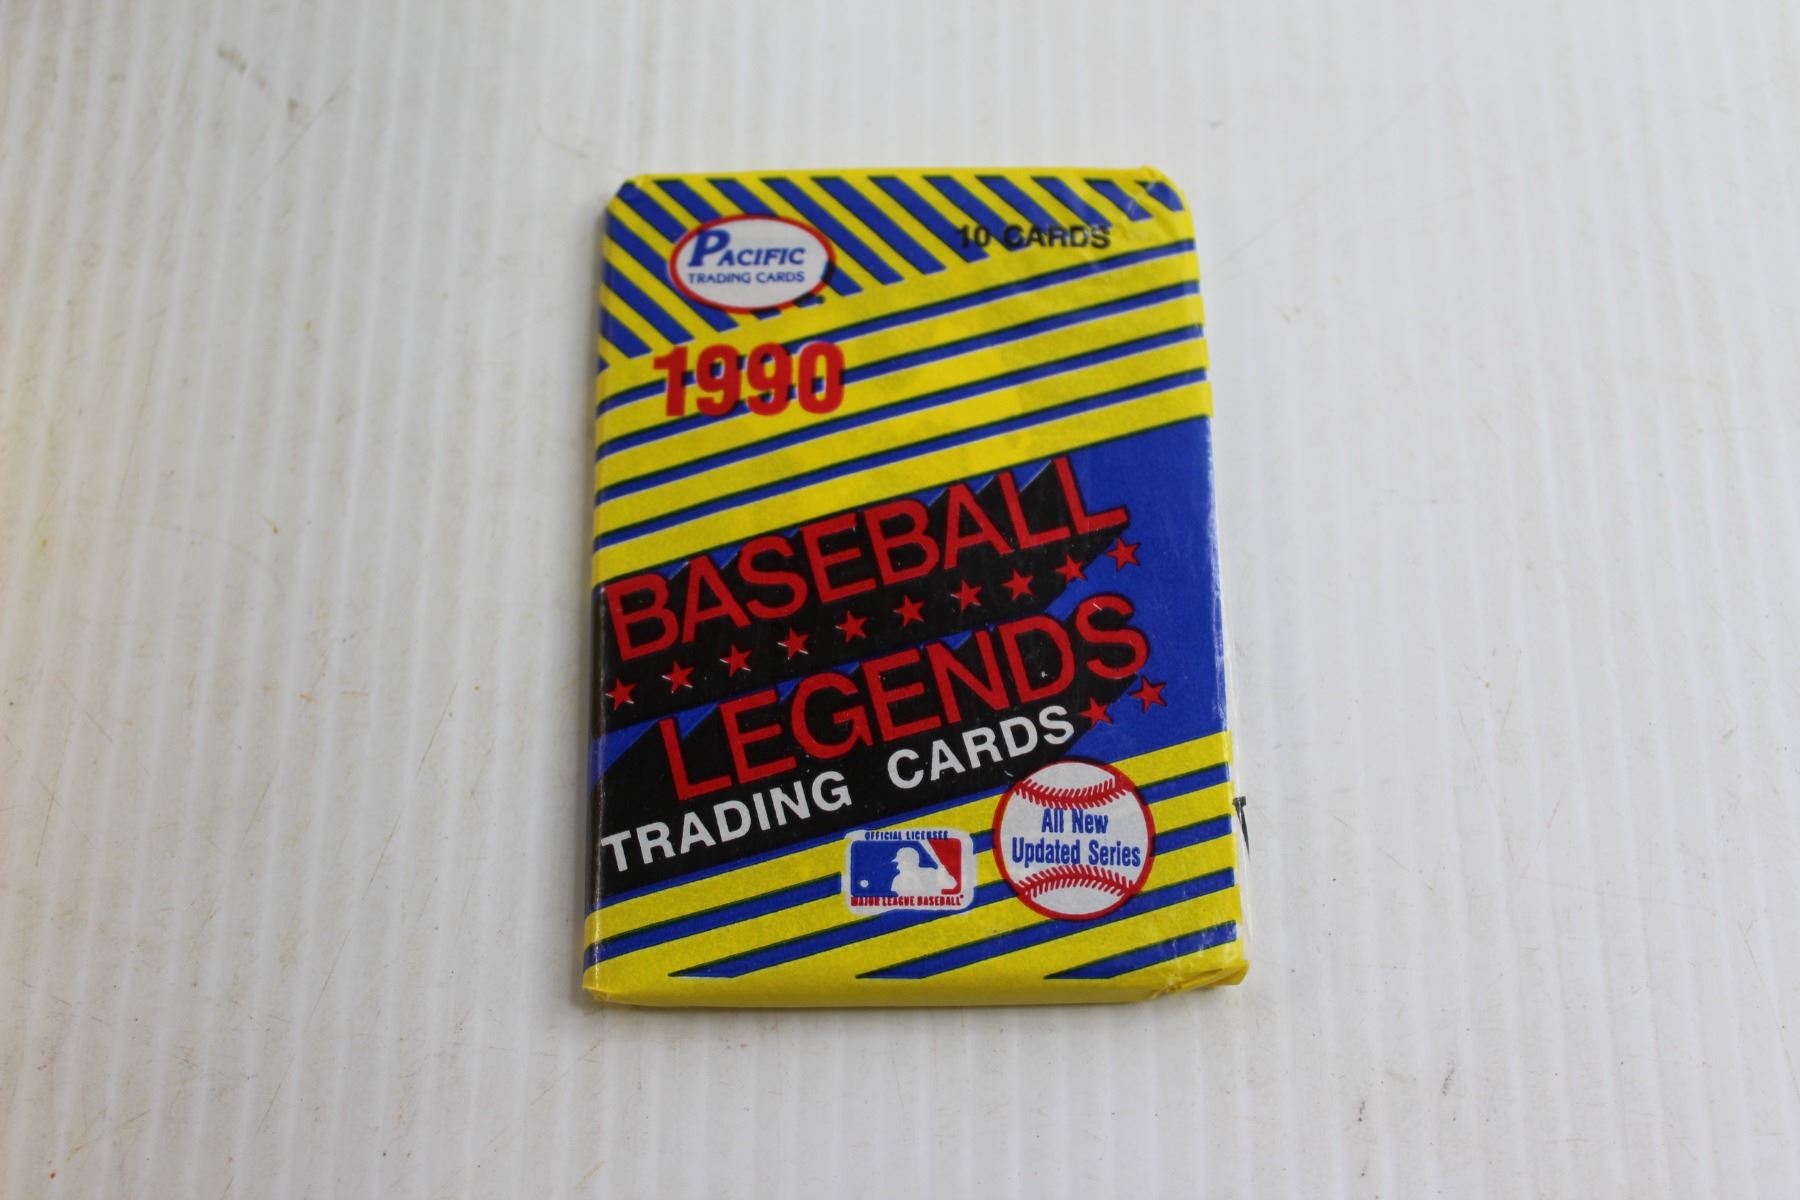 PACIFIC
TRADING CARDS
10 CARDS
1990
BASEBALL
LEGENDS
TRADING CARDS
All New
Updated Series
OFFICIAL LICENSEE
MAJOR LEAGUE BASEBALL